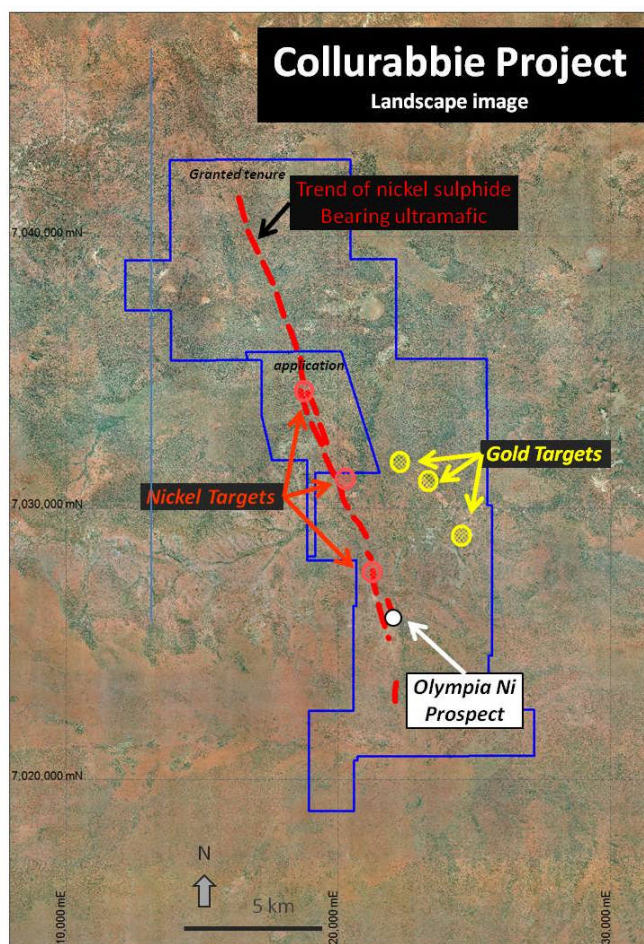 Collurabbie Project
Landscape image
Granted tenure
Trend of nickel sulphide
Bearing ultramafic
7,040,000 mN
application
Gold Targets
Nickel Targets
7,030,000 mN
Olympia Ni
Prospect
7,020,000 mN
N
5 km
10,000 mE
20,000 mE
30,000 mE